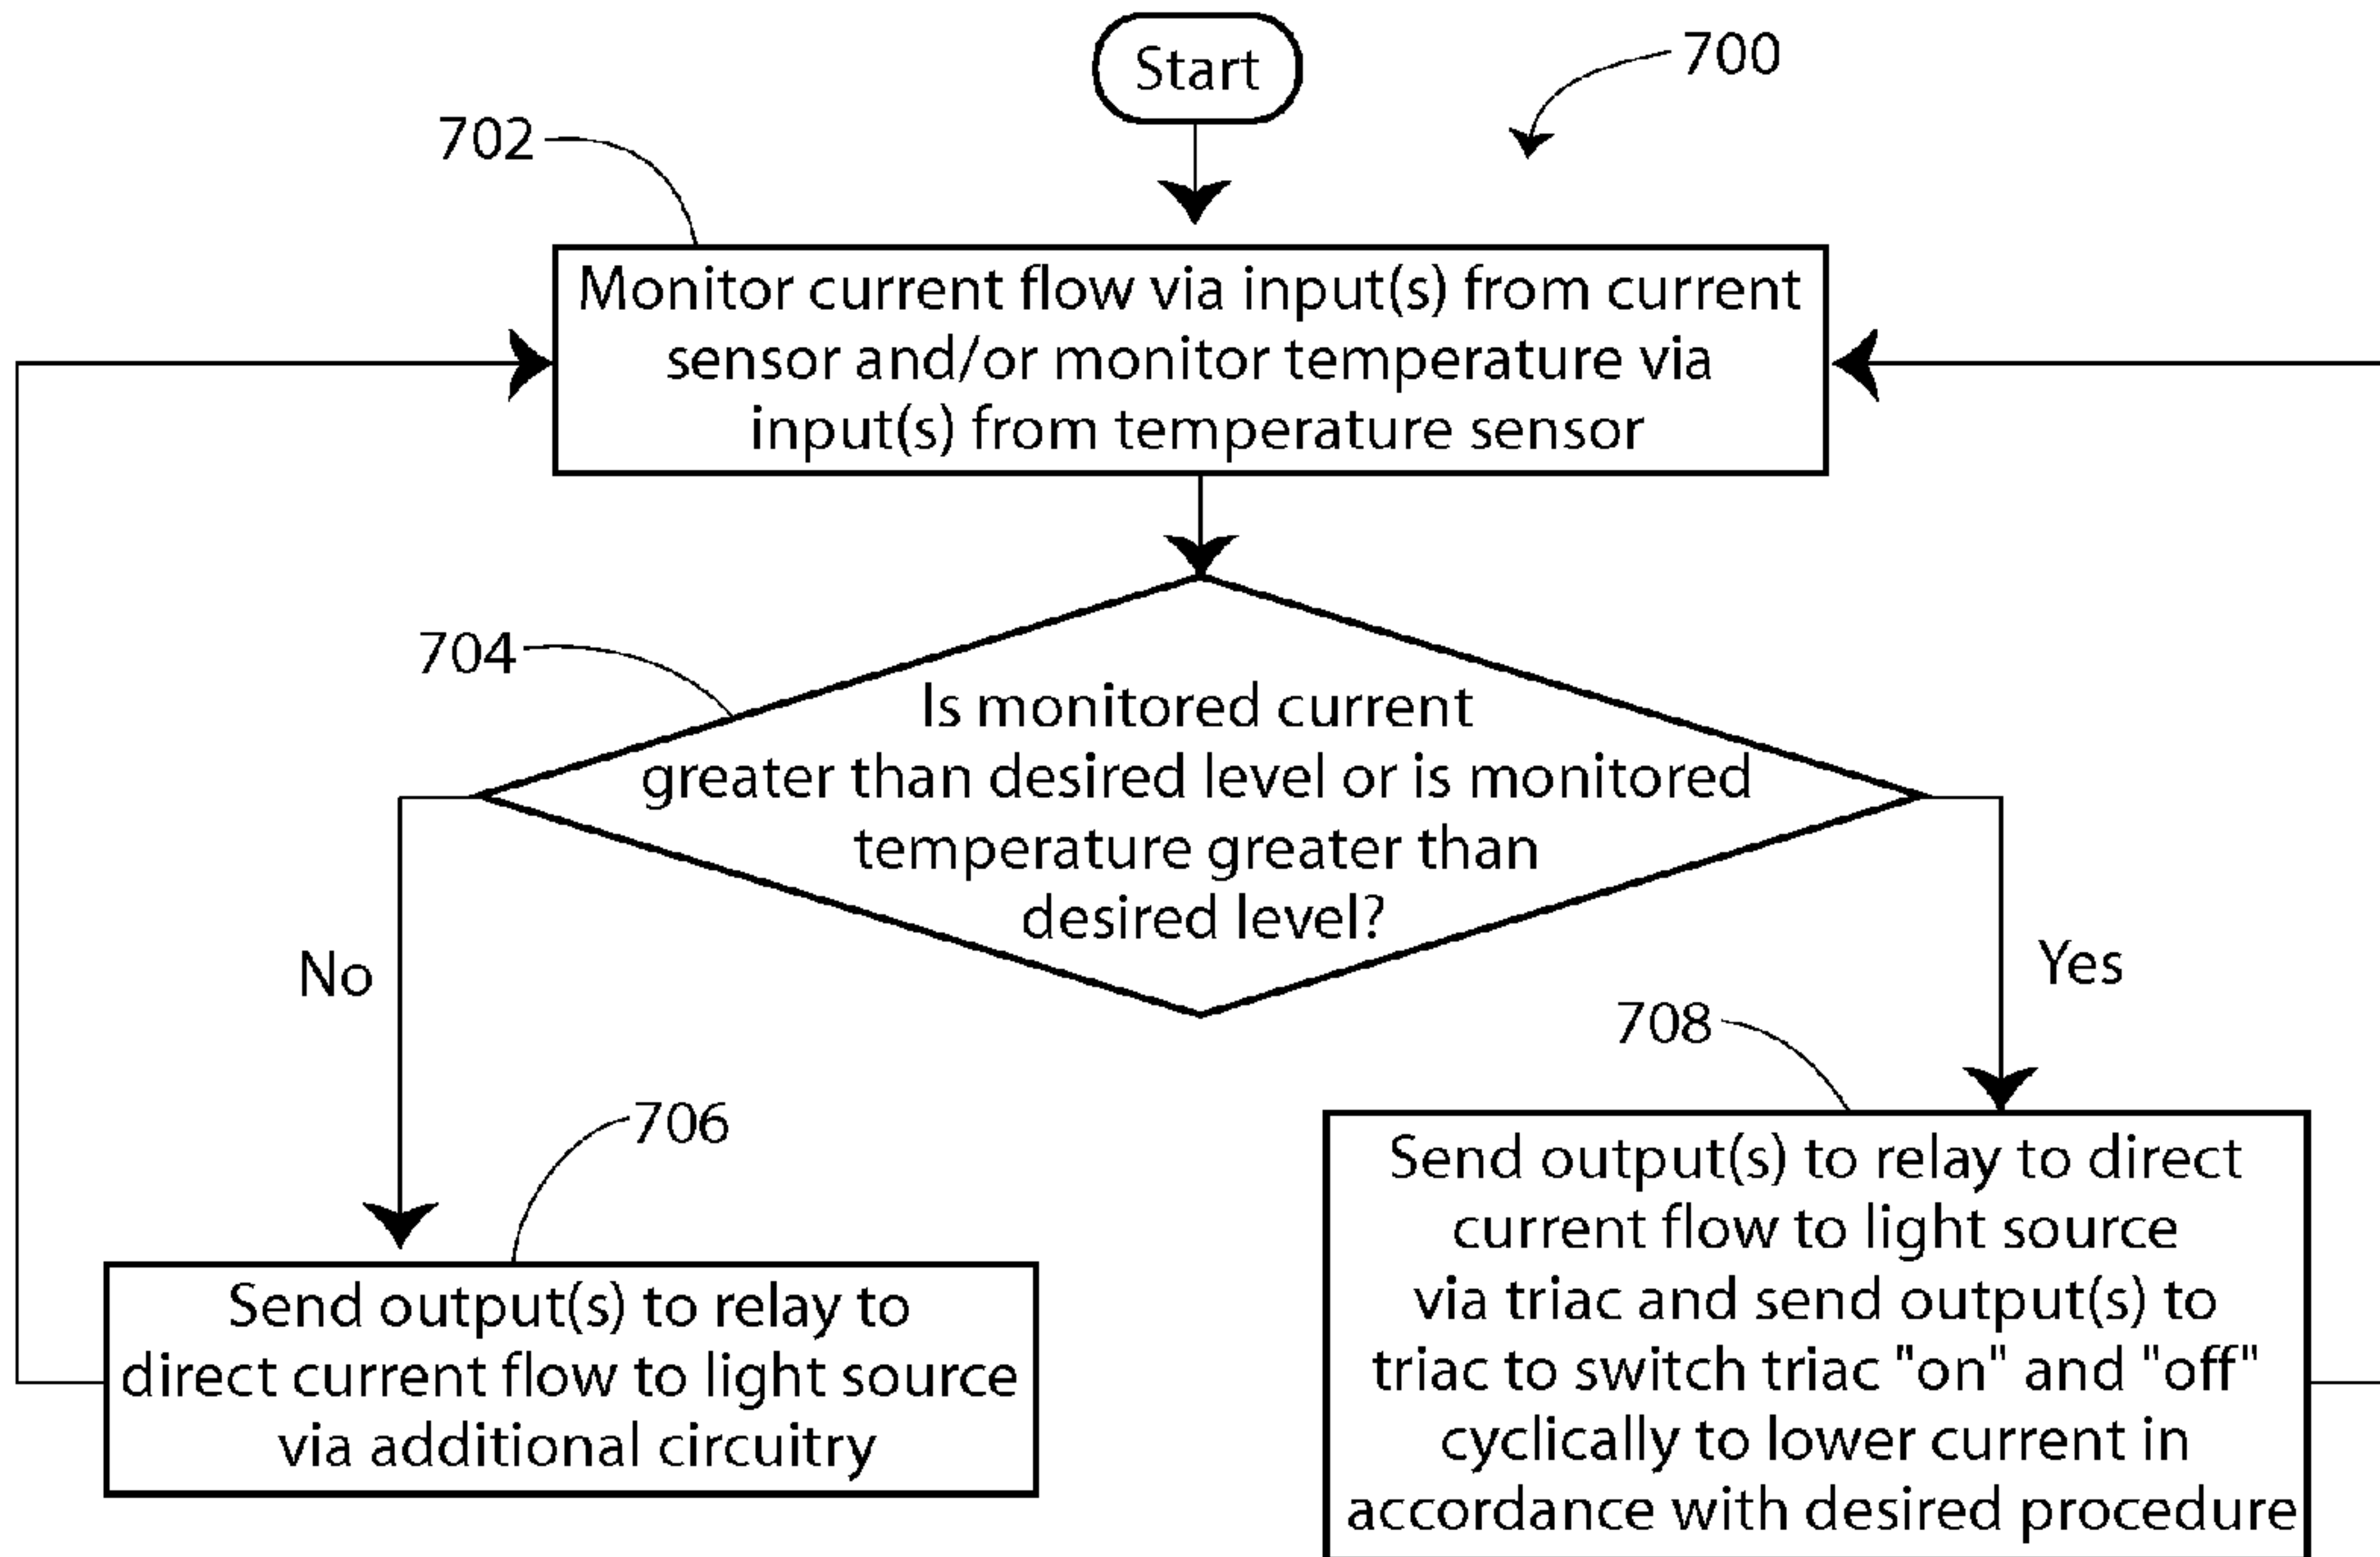 Start
700
702
Monitor current flow via input(s) from current
sensor and/or monitor temperature via
input(s) from temperature sensor
704
Is monitored current
greater than desired level or is monitored
temperature greater than
desired level?
No
Yes
708
706
Send output(s) to relay to
direct current flow to light source
via additional circuitry
Send output(s) to relay to direct
current flow to light source
via triac and send output(s) to
triac to switch triac "on" and "off"
cyclically to lower current in
accordance with desired procedure